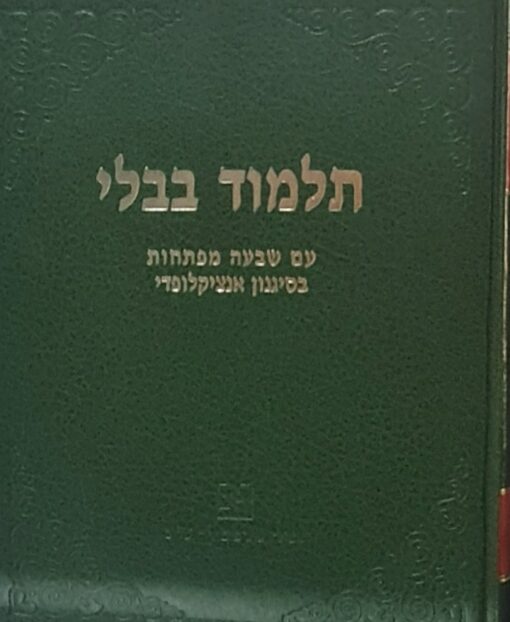 תלמוד בבלי
עם שבעה מפתחות
בסיגנון אנציקלופדי